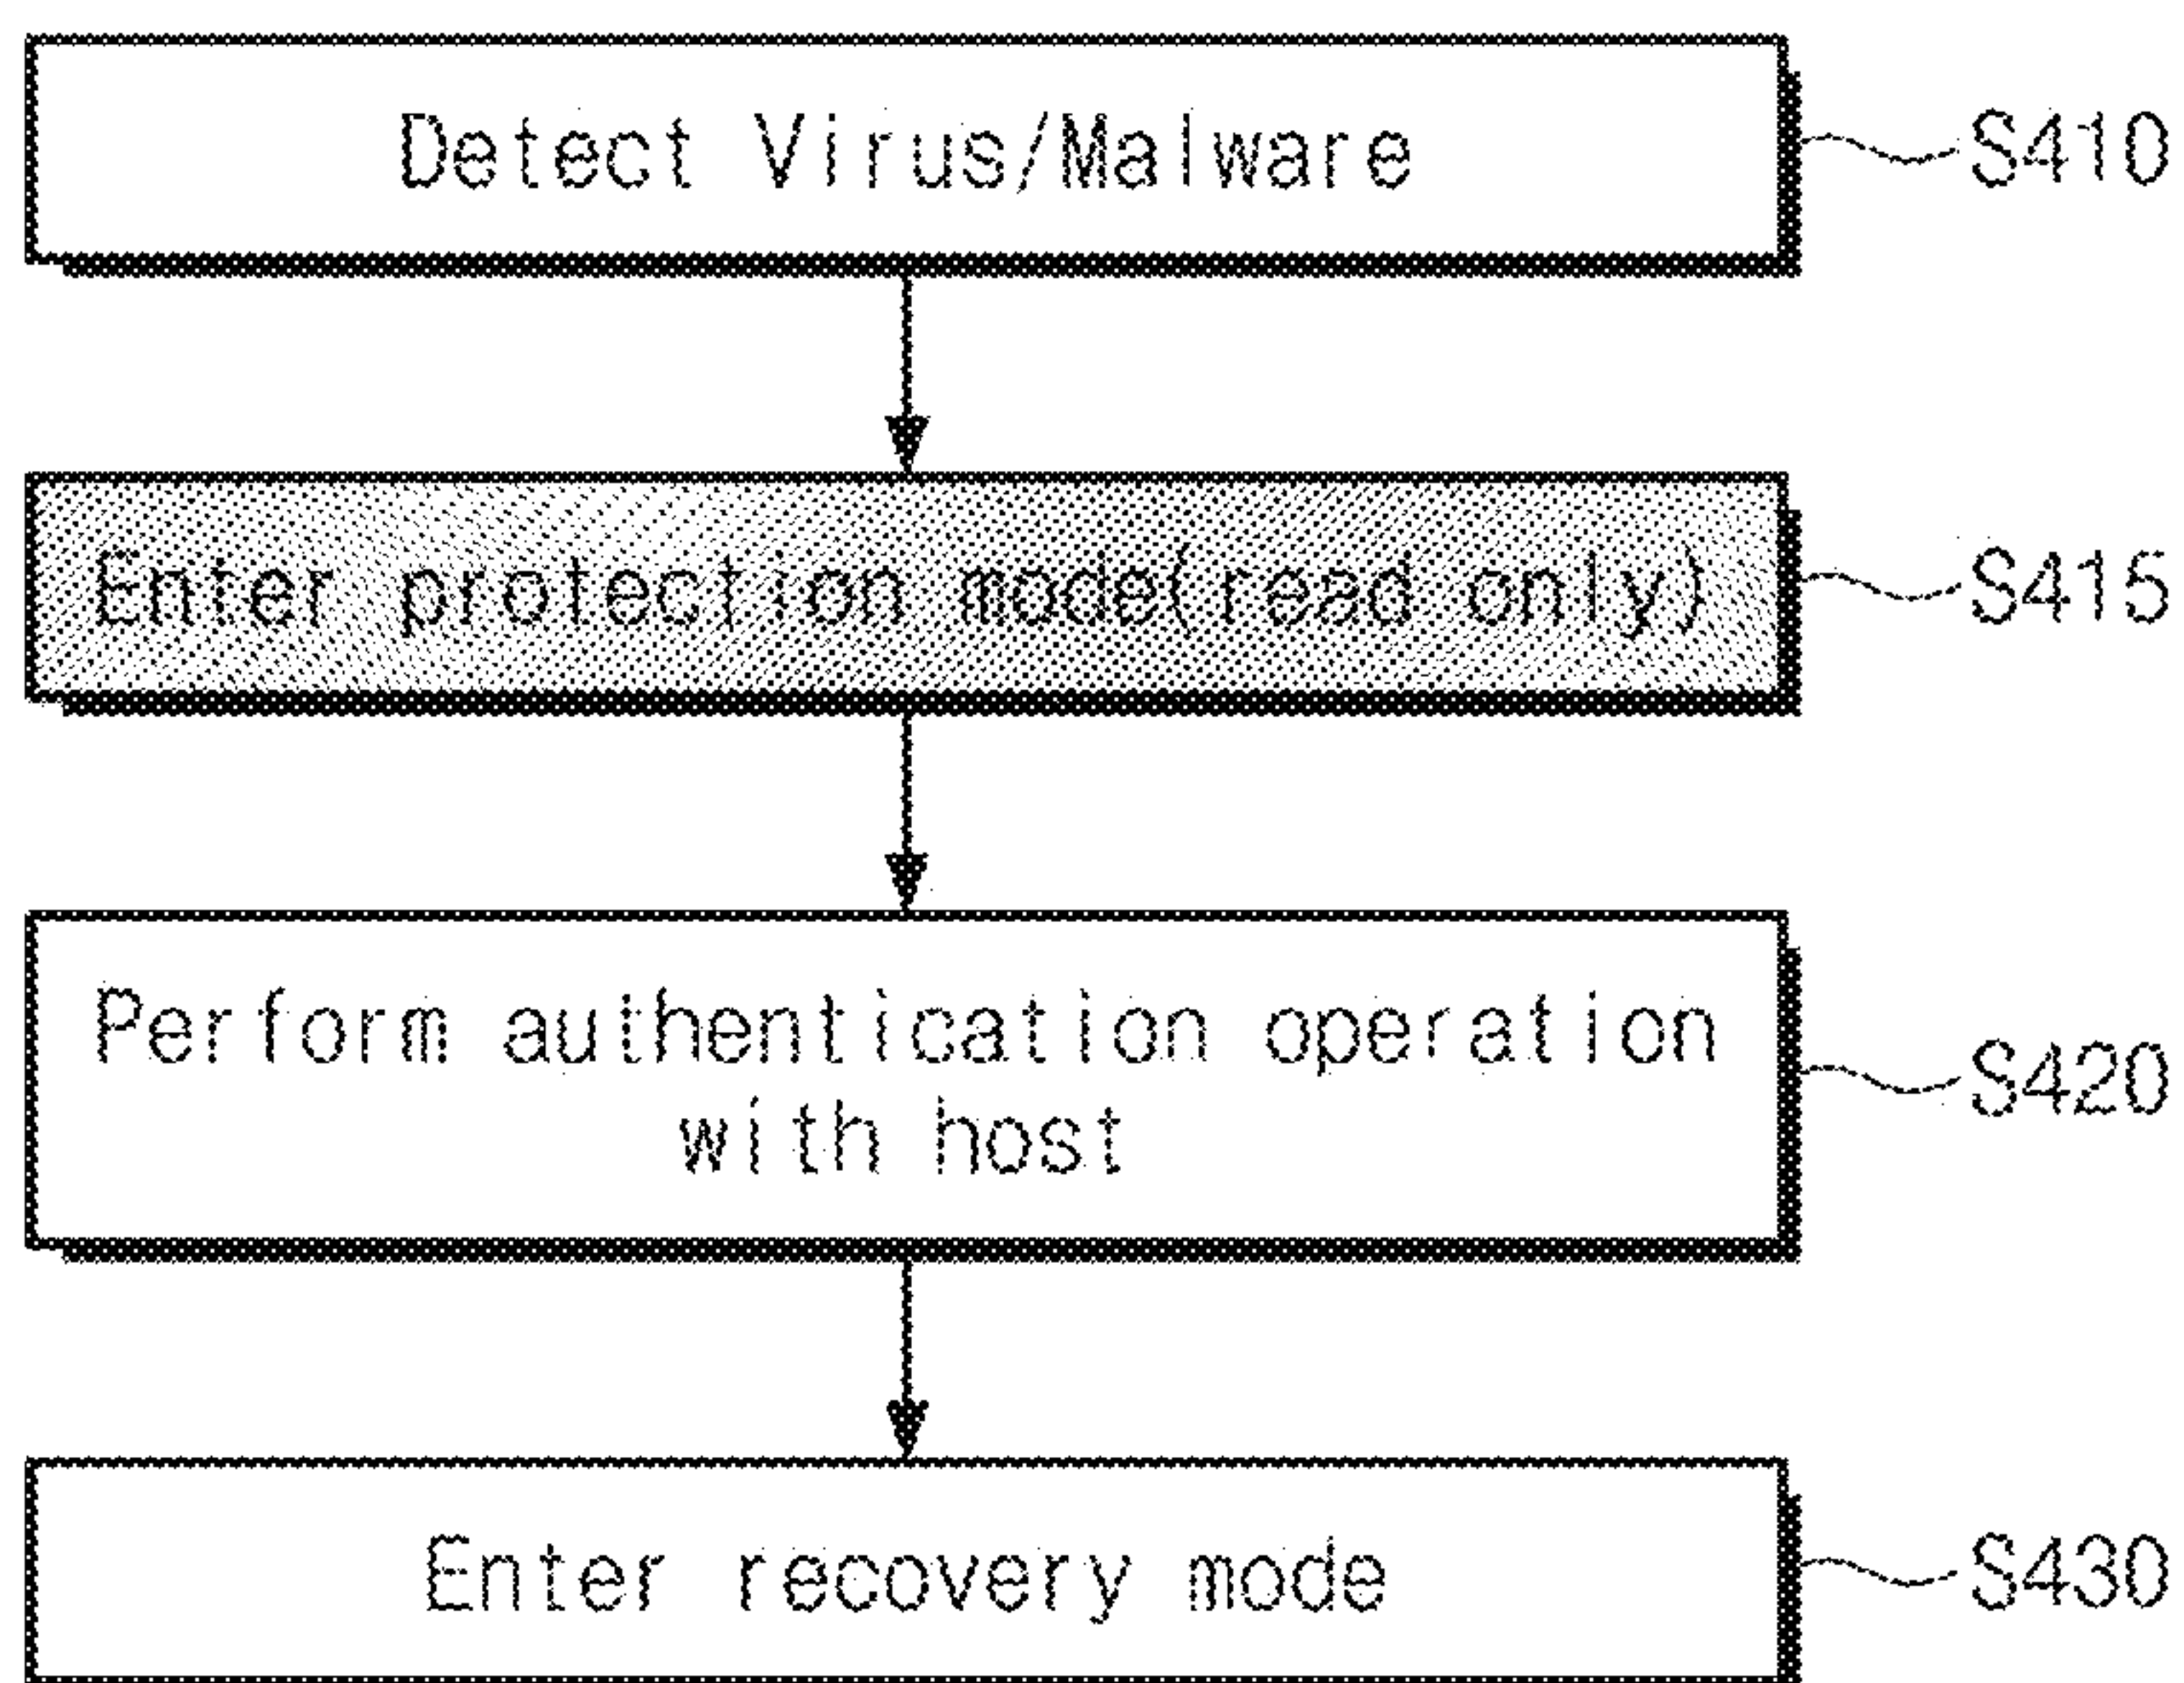 Detect Virus/Malware
S410
Enter protection mode(read only)
S415
Perform authentication operation
with host
S420
Enter recovery mode
S430